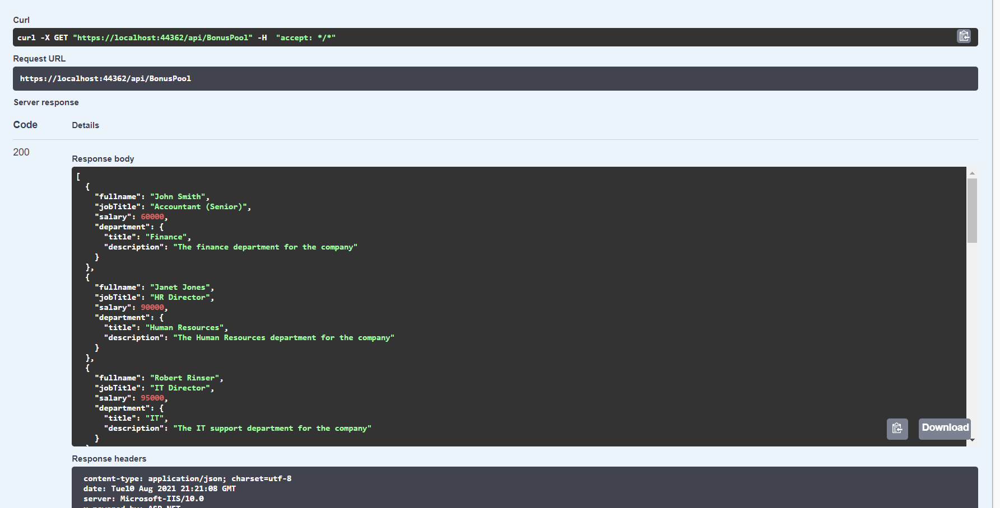 Curl
curl -X GET "https://localhost:44362/api/BonusPool" -H  "accept: */*"
Request URL
https://localhost:44362/api/BonusPool
Server response
Code Details
200
Response body
[
  {
    "fullname": "John Smith",
    "jobTitle": "Accountant (Senior)",
    "salary": 60000,
    "department": {
      "title": "Finance",
      "description": "The finance department for the company"
    }
  },
  {
    "fullname": "Janet Jones",
    "jobTitle": "HR Director",
    "salary": 90000,
    "department": {
      "title": "Human Resources",
      "description": "The Human Resources department for the company"
    }
  },
  {
    "fullname": "Robert Rinser",
    "jobTitle": "IT Director",
    "salary": 95000,
    "department": {
      "title": "IT",
      "description": "The IT support department for the company"
    }
Download
Response headers
content-type: application/json; charset=utf-8
date: Tue10 Aug 2021 21:21:08 GMT
server: Microsoft-IIS/10.0
x-powered-by: ASP.NET